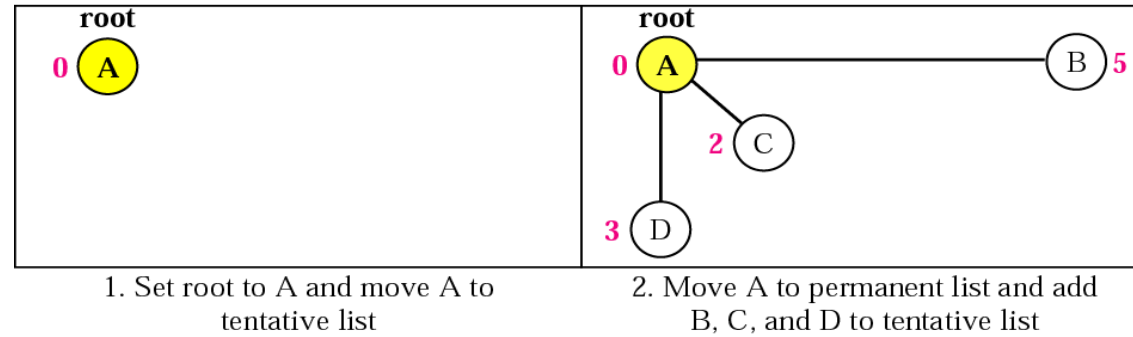 root
0 A
1. Set root to A and move A to
tentative list
root
0 A B 5
2 C
3 D
2. Move A to permanent list and add
B, C, and D to tentative list